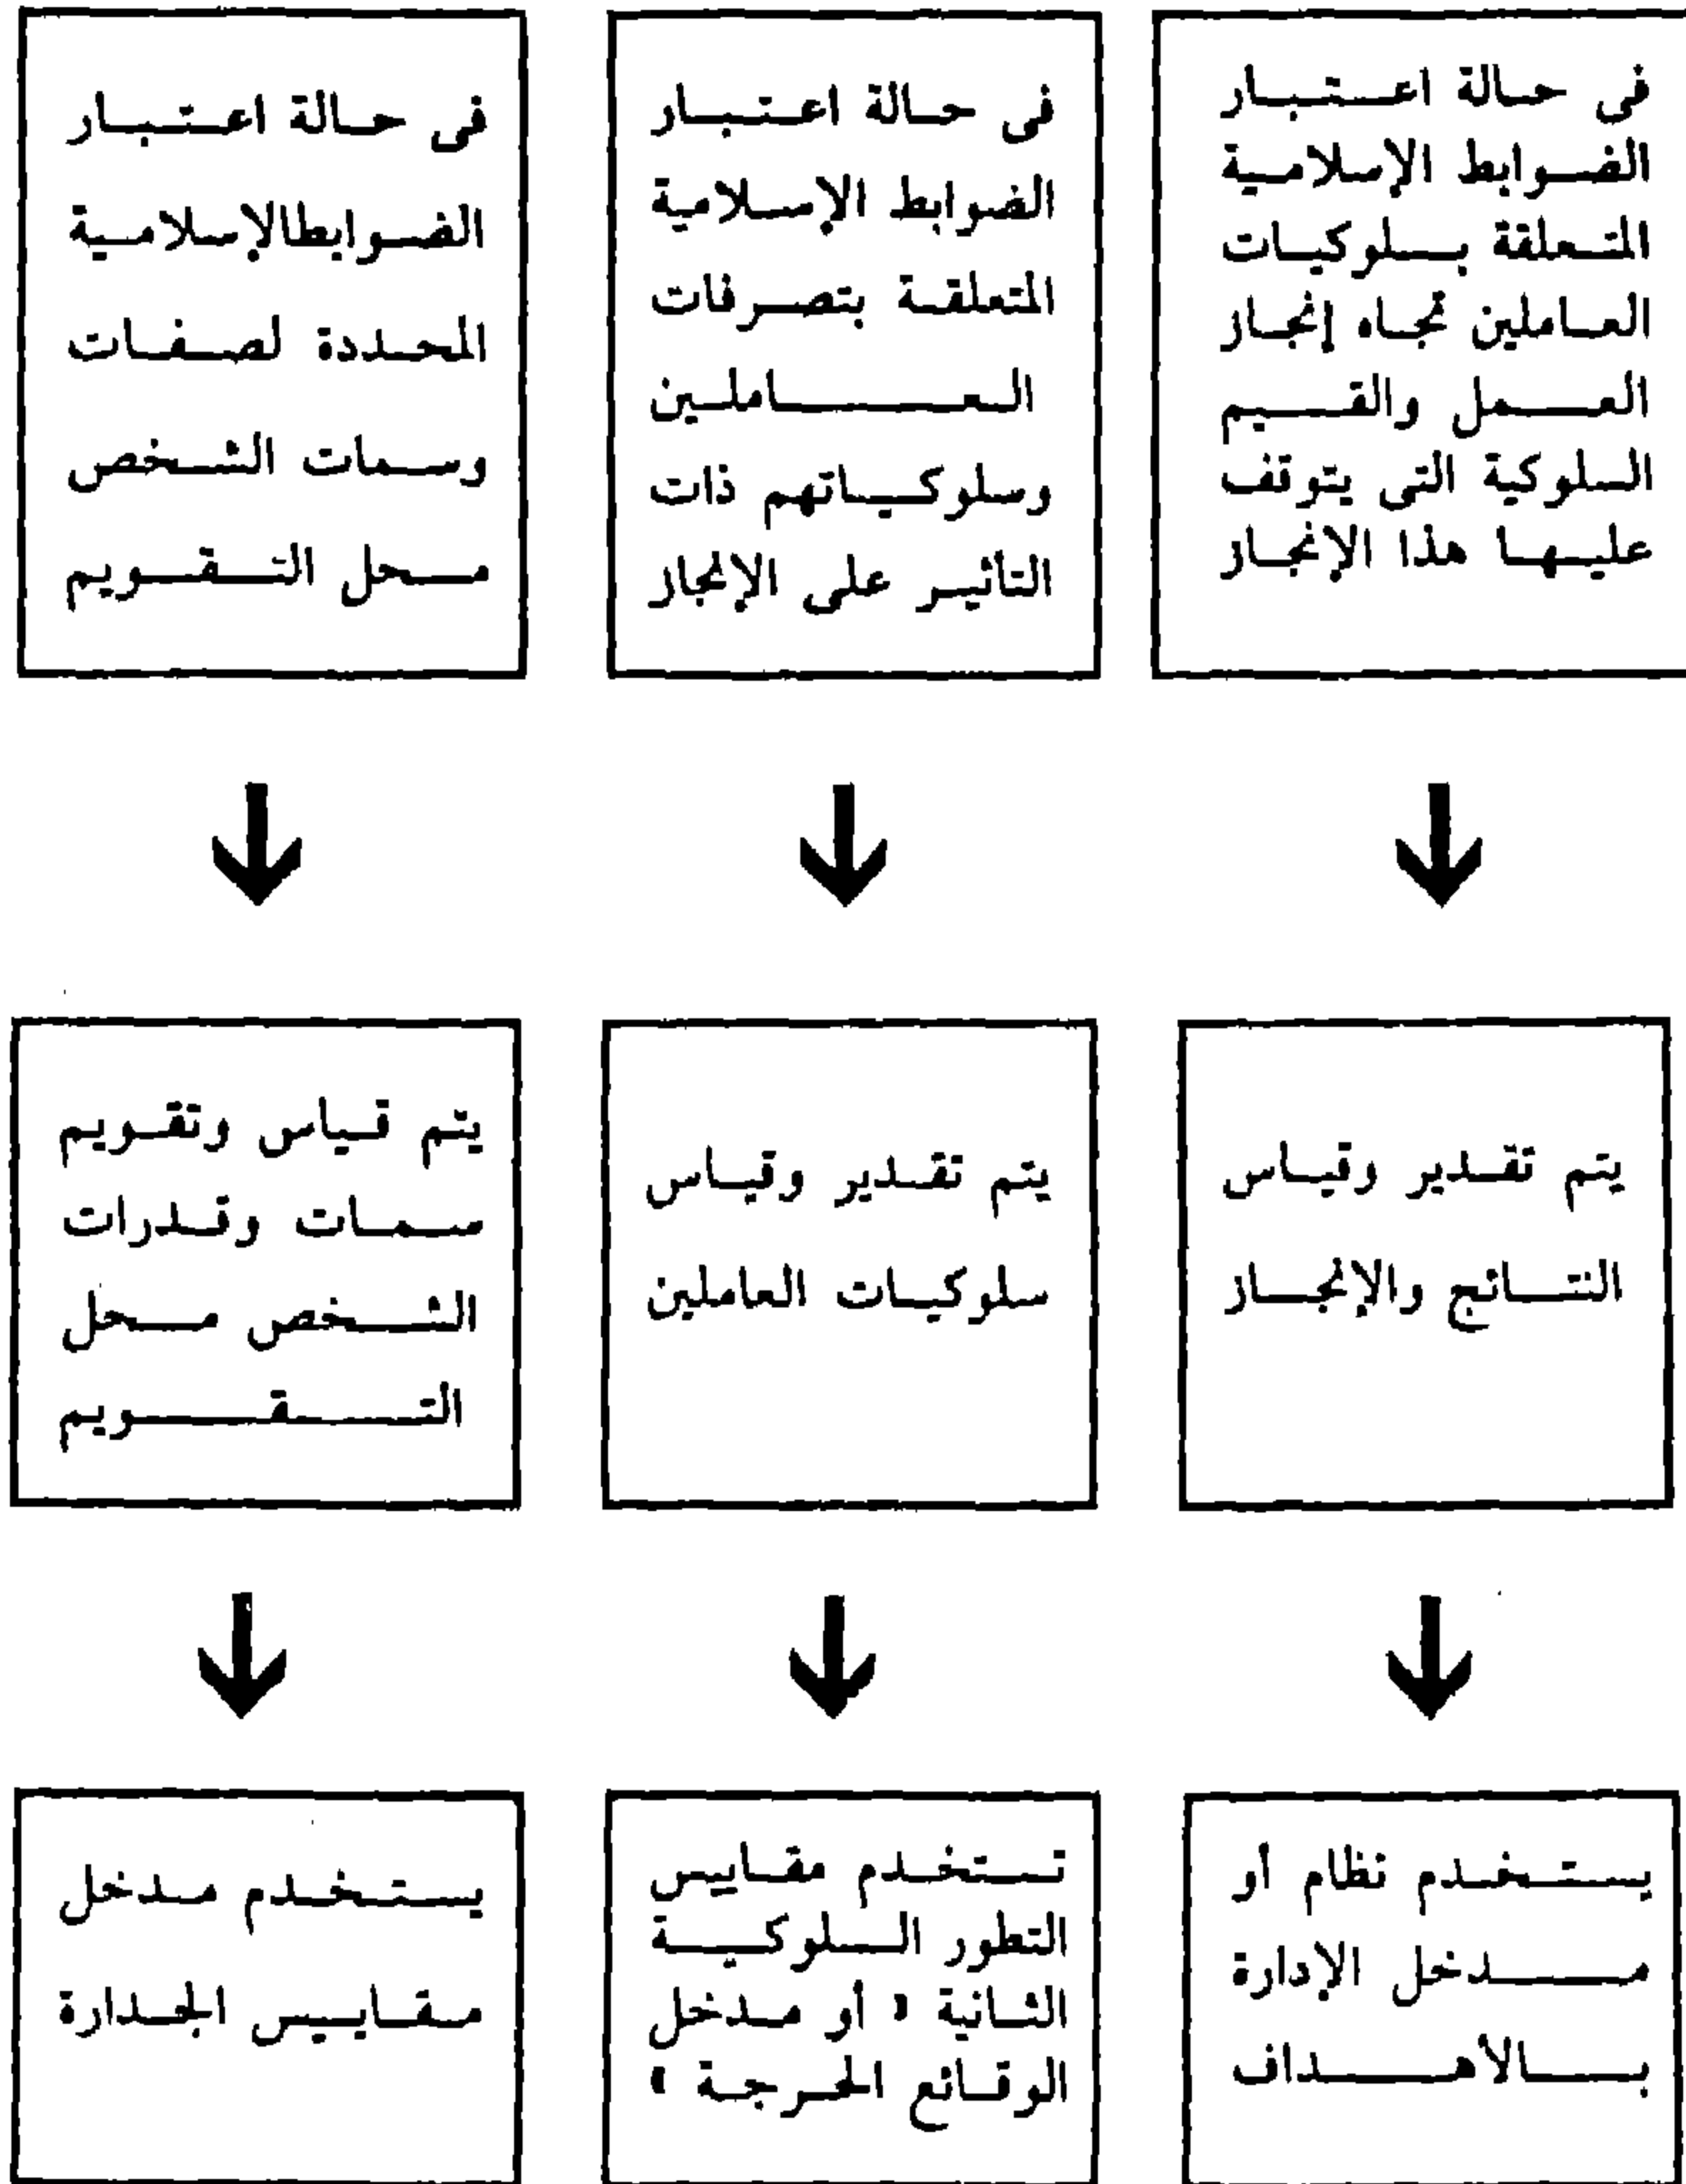 فى حالة اعتبار
الضوابط الإسلامية
المتعلقة بسلوكيات
العاملين تجاه إنجاز
العمل والقيم
السلوكية التى يتوقف
عليها هذا الإنجاز
فى حالة اعتبار
الضوابط الإسلامية
المتعلقة بتصرفات
العاملين
وسلوكياتهم ذات
التاثير على الإنجاز
فى حالة اعتبار
الضوابطالإسلامية
المحددة لصفات
وسمات الشخص
محل التقويم
يتم تقدير وقياس
النتائج والإنجاز
يتم تقدير وقياس
سلوكيات العاملين
يتم قياس وتقويم
سمات وقدرات
الشخص محل
التقويم
يستخدم نظام أو
مدخل الإدارة
بالأهداف
تستخدم مقاييس
التطور السلوكية
الثانية « أو مدخل
الوقائع الحرجة »
يستخدم مدخل
مقاييس الجدارة